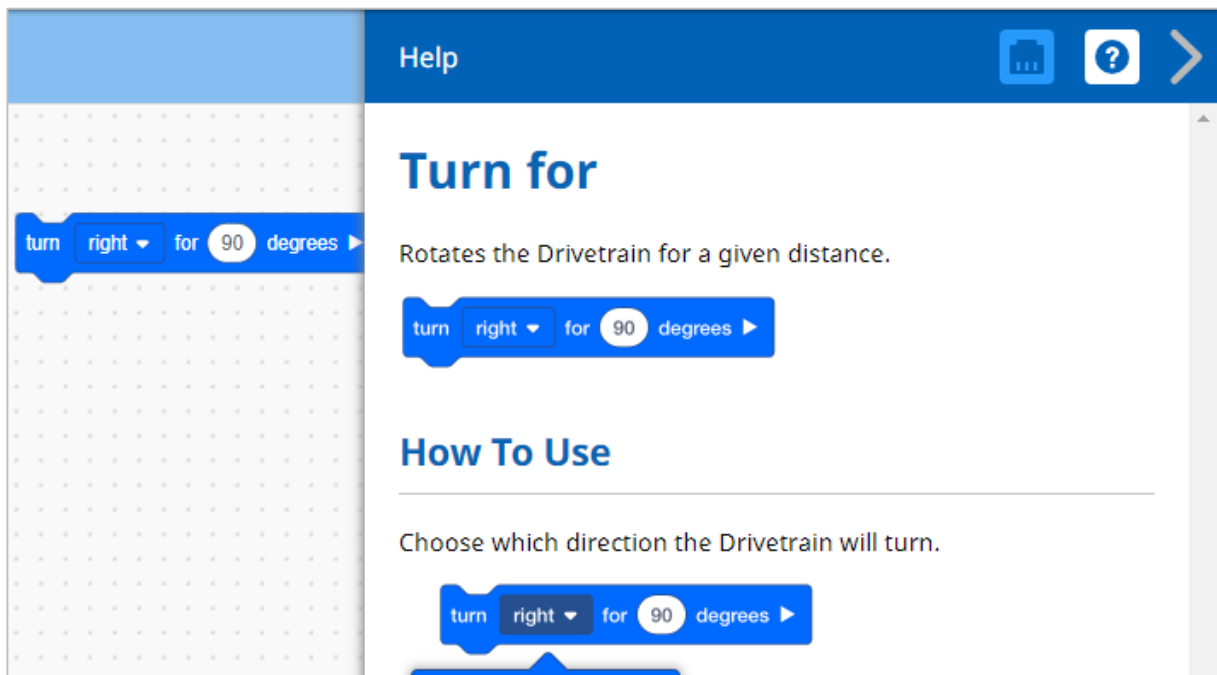 Help
turn right for 90 degrees
Turn for
Rotates the Drivetrain for a given distance.
turn right for 90 degrees
How To Use
Choose which direction the Drivetrain will turn.
turn right for 90 degrees